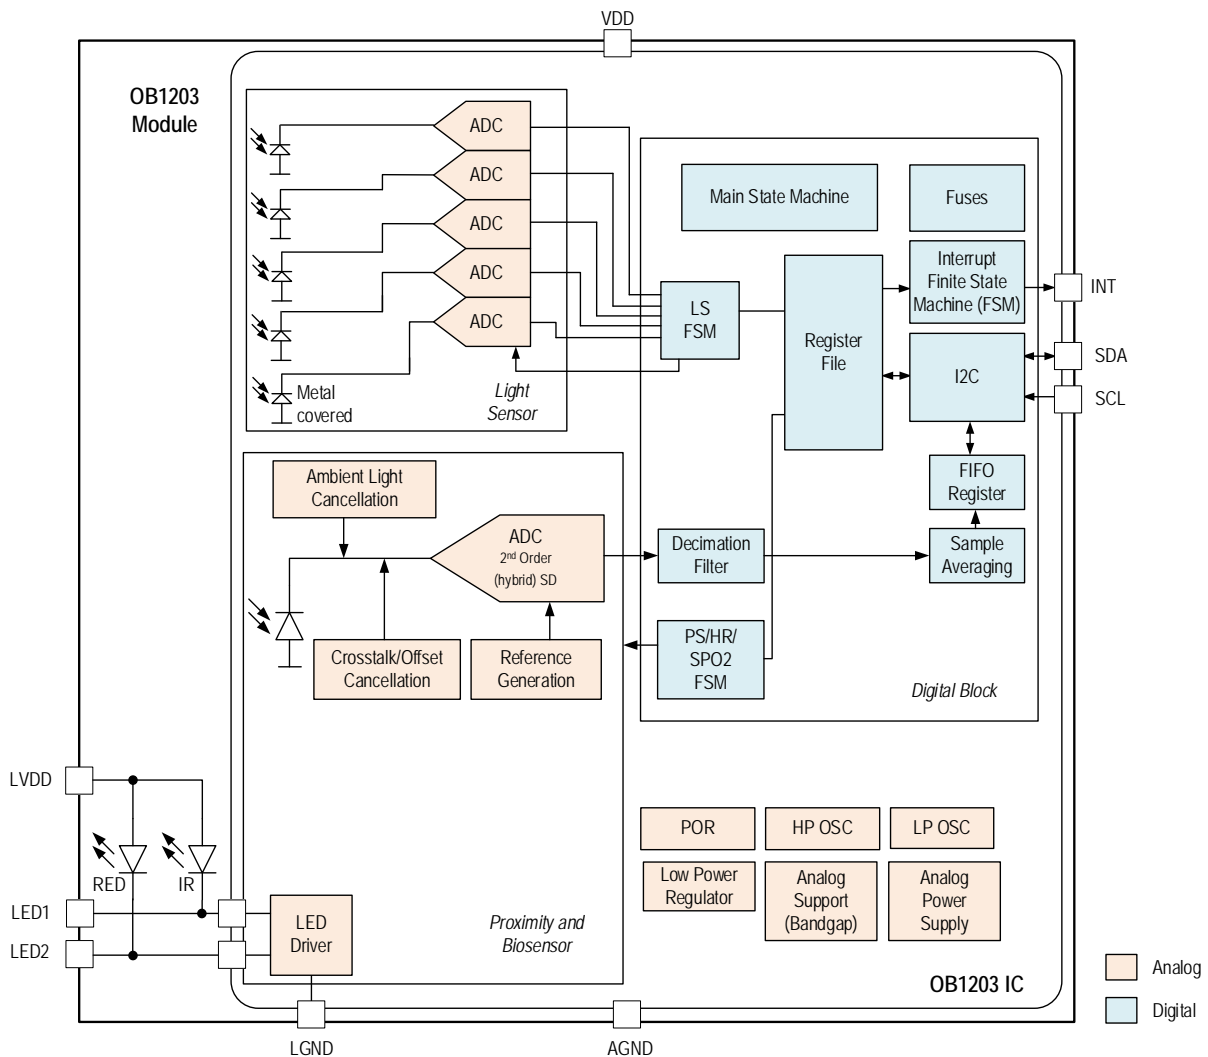 VDD
OB1203
Module
ADC
ADC
ADC
ADC
ADC
Metal
covered
Light
Sensor
Main State Machine
Fuses
LS
FSM
Register
File
Interrupt
Finite State
Machine (FSM)
INT
I2C
SDA
SCL
FIFO
Register
Sample
Averaging
Decimation
Filter
PS/HR/
SPO2
FSM
Digital Block
Ambient Light
Cancellation
ADC
2nd Order
(hybrid) SD
Crosstalk/Offset
Cancellation
Reference
Generation
LVDD
RED
IR
LED1
LED2
LED
Driver
Proximity and
Biosensor
POR
HP OSC
LP OSC
Low Power
Regulator
Analog
Support
(Bandgap)
Analog
Power
Supply
OB1203 IC
Analog
Digital
LGND
AGND